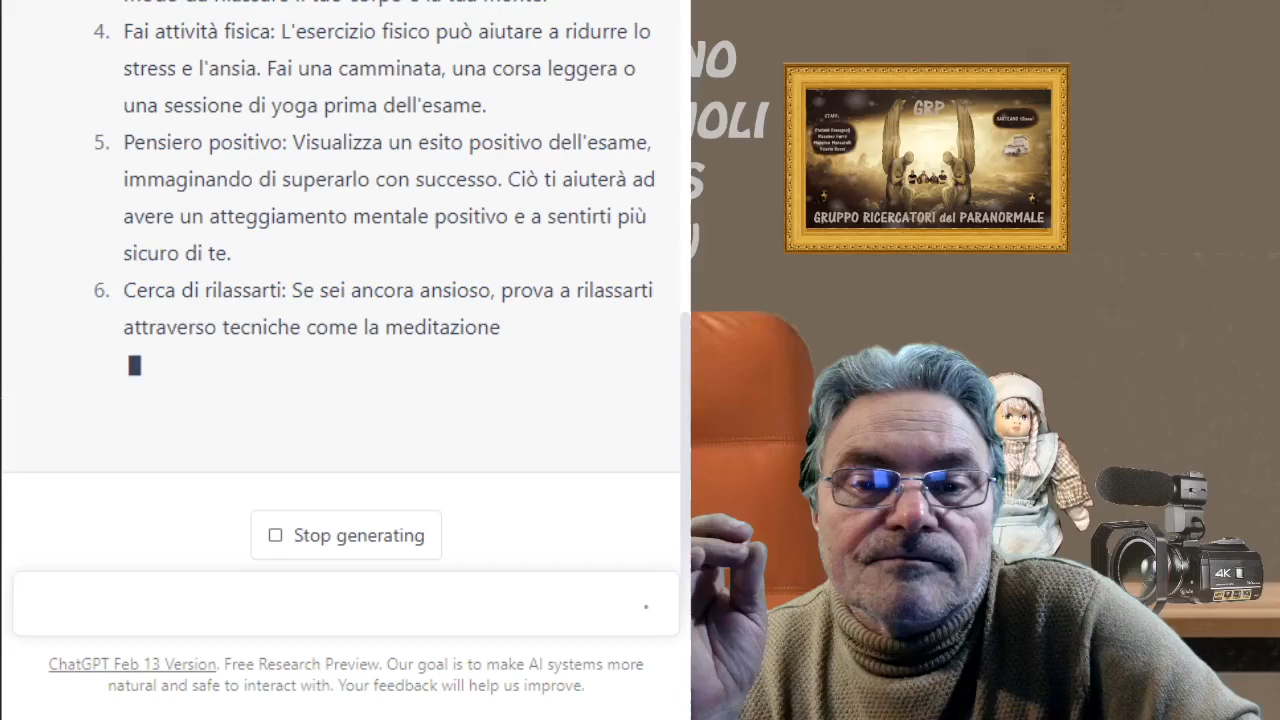 4. Fai attività fisica: L'esercizio fisico può aiutare a ridurre lo
stress e l'ansia. Fai una camminata, una corsa leggera o
una sessione di yoga prima dell'esame.
5. Pensiero positivo: Visualizza un esito positivo dell'esame,
immaginando di superarlo con successo. Ciò ti aiuterà ad
avere un atteggiamento mentale positivo e a sentirti più
sicuro di te.
6. Cerca di rilassarti: Se sei ancora ansioso, prova a rilassarti
attraverso tecniche come la meditazione
Stop generating
ChatGPT Feb 13 Version. Free Research Preview. Our goal is to make AI systems more
natural and safe to interact with. Your feedback will help us improve.
NO
OLI
S
GRP
STAFF:
SARTEANO (Siena)
GRUPPO RICERCATORI del PARANORMALE
4K